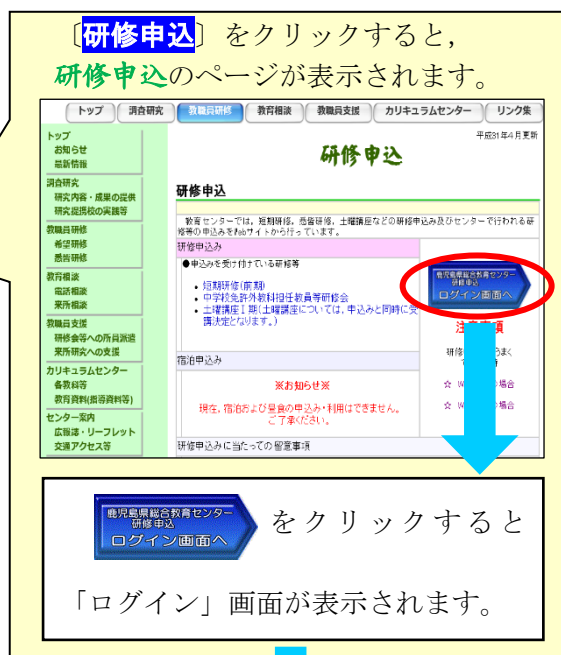 〔研修申込〕をクリックすると，
研修申込のページが表示されます。
トップ 調査研究 教職員研修 教育相談 教職員支援 カリキュラムセンター リンク集
平成31年4月更新
研修申込
トップ
お知らせ
最新情報
調査研究
研究内容・成果の提供
研究提携校の実践等
教職員研修
希望研修
悉皆研修
教育相談
電話相談
来所相談
教職員支援
研修会等への所員派遣
来所研究への支援
カリキュラムセンター
各教科等
教育資料(指導資料等)
センター案内
広報誌・リーフレット
交通アクセス等
研修申込
教育センターでは，短期研修，悉皆研修，土曜講座などの研修申込み及びセンターで行われる研
修等の申込みをWebサイトから行っています。
研修申込み
●申込みを受け付けている研修等
・短期研修(前期)
・中学校免許外教科担任教員等研修会
・土曜講座Ⅰ期(土曜講座については，申込みと同時に受
講決定となります。)
鹿児島県総合教育センター
研修申込
ログイン画面へ
注意事項
研修 うまく
時
☆ W の場合
☆ W の場合
宿泊申込み
※お知らせ※
現在，宿泊および昼食の申込み・利用はできません。
ご了承ください。
研修申込みに当たっての留意事項
鹿児島県総合教育センター
研修申込
ログイン画面へ
をクリックすると
「ログイン」画面が表示されます。